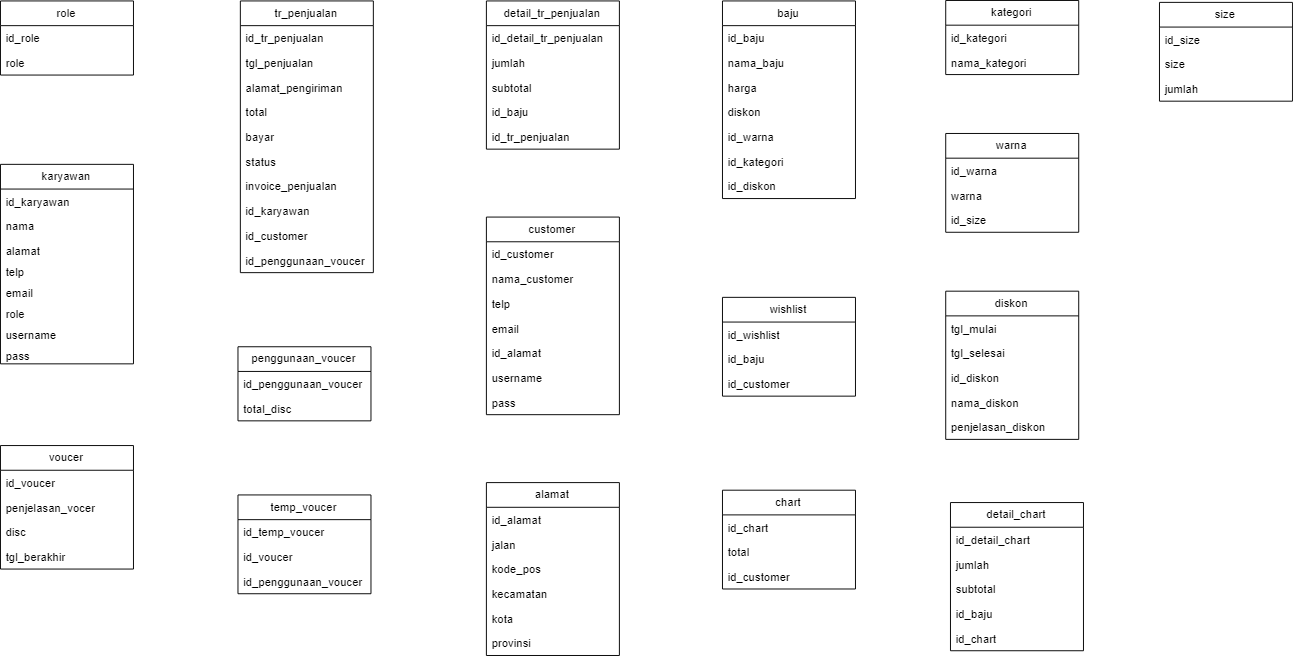 role
id_role
role
karyawan
id_karyawan
nama
alamat
telp
email
role
username
pass
voucer
id_voucer
penjelasan_vocer
disc
tgl_berakhir
tr_penjualan
id_tr_penjualan
tgl_penjualan
alamat_pengiriman
total
bayar
status
invoice_penjualan
id_karyawan
id_customer
id_penggunaan_voucer
penggunaan_voucer
id_penggunaan_voucer
total_disc
temp_voucer
id_temp_voucer
id_voucer
id_penggunaan_voucer
detail_tr_penjualan
id_detail_tr_penjualan
jumlah
subtotal
id_baju
id_tr_penjualan
customer
id_customer
nama_customer
telp
email
id_alamat
username
pass
alamat
id_alamat
jalan
kode_pos
kecamatan
kota
provinsi
baju
id_baju
nama_baju
harga
diskon
id_warna
id_kategori
id_diskon
wishlist
id_wishlist
id_baju
id_customer
chart
id_chart
total
id_customer
kategori
id_kategori
nama_kategori
warna
id_warna
warna
id_size
diskon
tgl_mulai
tgl_selesai
id_diskon
nama_diskon
penjelasan_diskon
detail_chart
id_detail_chart
jumlah
subtotal
id_baju
id_chart
size
id_size
size
jumlah